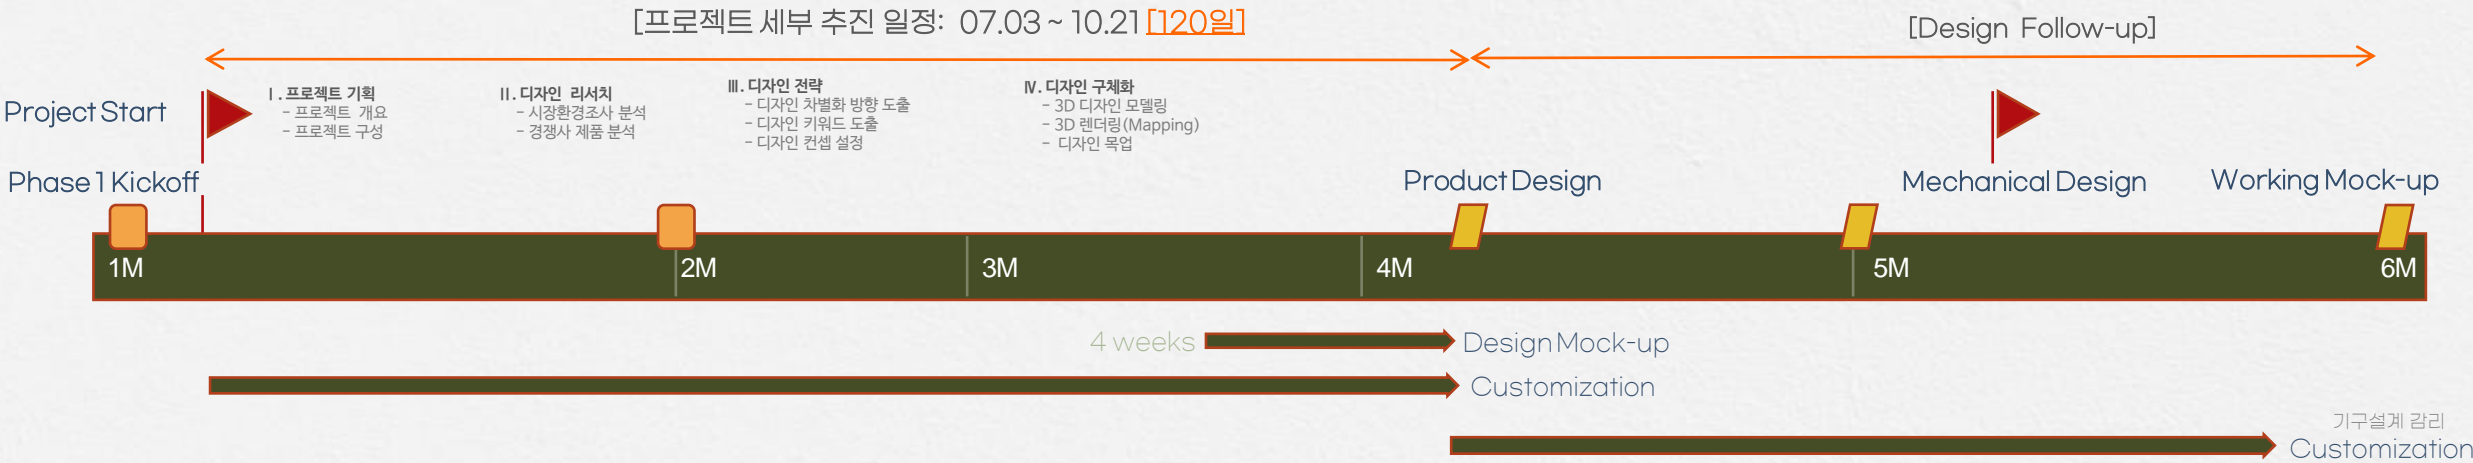 [프로젝트 세부 추진 일정:  07.03 ~ 10.21 [120일]
[Design Follow-up]
Project Start
Ⅰ. 프로젝트 기획
- 프로젝트 개요
- 프로젝트 구성
II. 디자인 리서치
- 시장환경조사 분석
- 경쟁사 제품 분석
Ⅲ. 디자인 전략
- 디자인 차별화 방향 도출
- 디자인 키워드 도출
- 디자인 컨셉 설정
Ⅳ. 디자인 구체화
- 3D 디자인 모델링
- 3D 렌더링(Mapping)
- 디자인 목업
Phase 1 Kickoff
Product Design
Mechanical Design
Working Mock-up
1M
2M
3M
4M
5M
6M
4 weeks
Design Mock-up
Customization
기구설계 감리
Customization